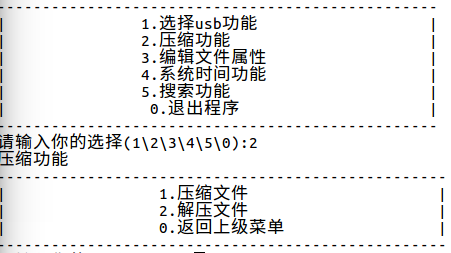 1.选择usb功能
2.压缩功能
3.编辑文件属性
4.系统时间功能
5.搜索功能
0.退出程序
请输入你的选择(1\2\3\4\5\0):2
压缩功能
1.压缩文件
2.解压文件
0.返回上级菜单